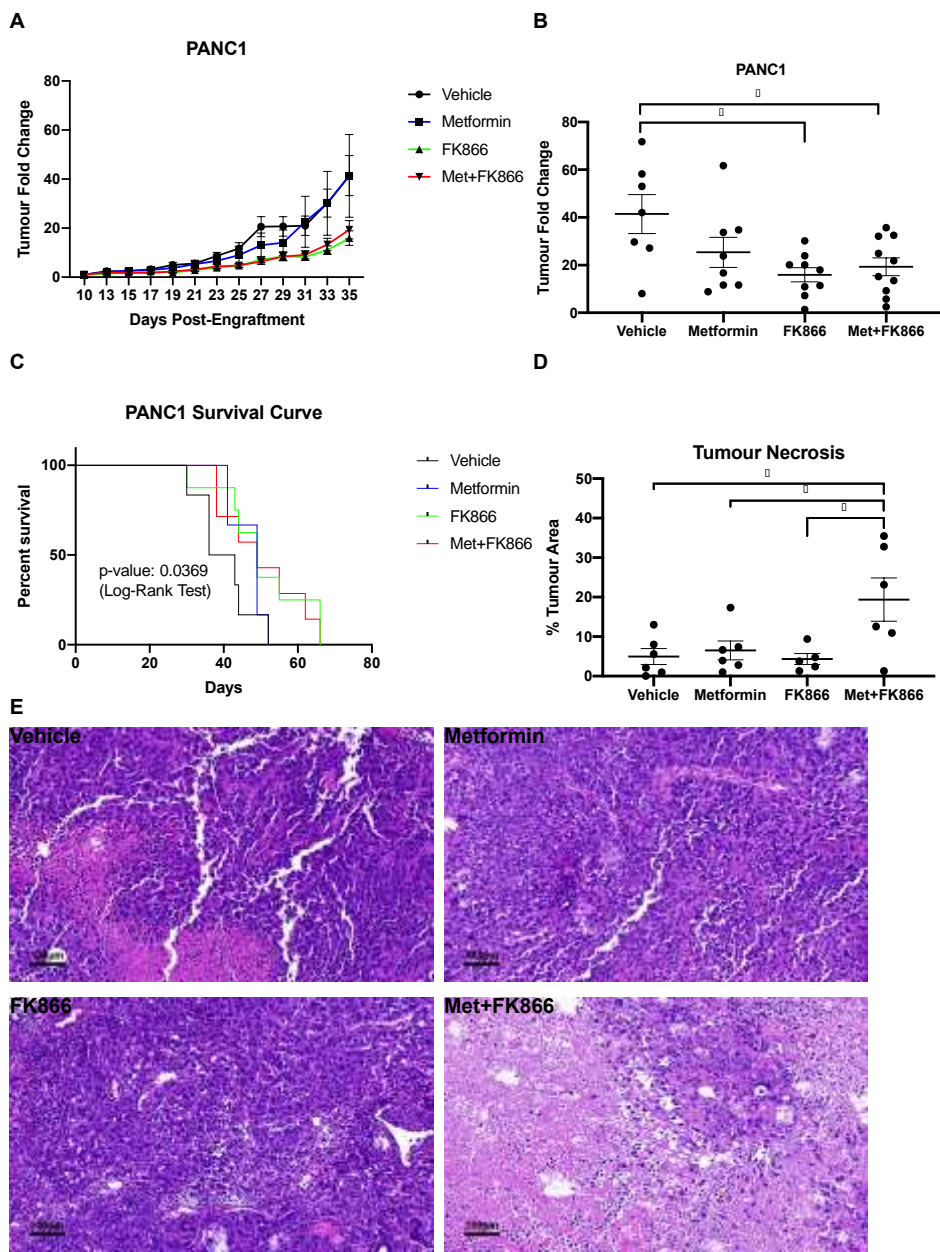 A
PANC1
Tumour Fold Change
80
60
40
20
0
10 13 15 17 19 21 23 25 27 29 31 33 35
Days Post-Engraftment
Vehicle
Metformin
FK866
Met+FK866
B
PANC1
Tumour Fold Change
80
60
40
20
0
Vehicle Metformin FK866 Met+FK866
C
PANC1 Survival Curve
Percent survival
100
50
0
p-value: 0.0369
(Log-Rank Test)
0 20 40 60 80
Days
Vehicle
Metformin
FK866
Met+FK866
D
Tumour Necrosis
% Tumour Area
50
40
30
20
10
0
Vehicle Metformin FK866 Met+FK866
E
Vehicle
Metformin
FK866
Met+FK866